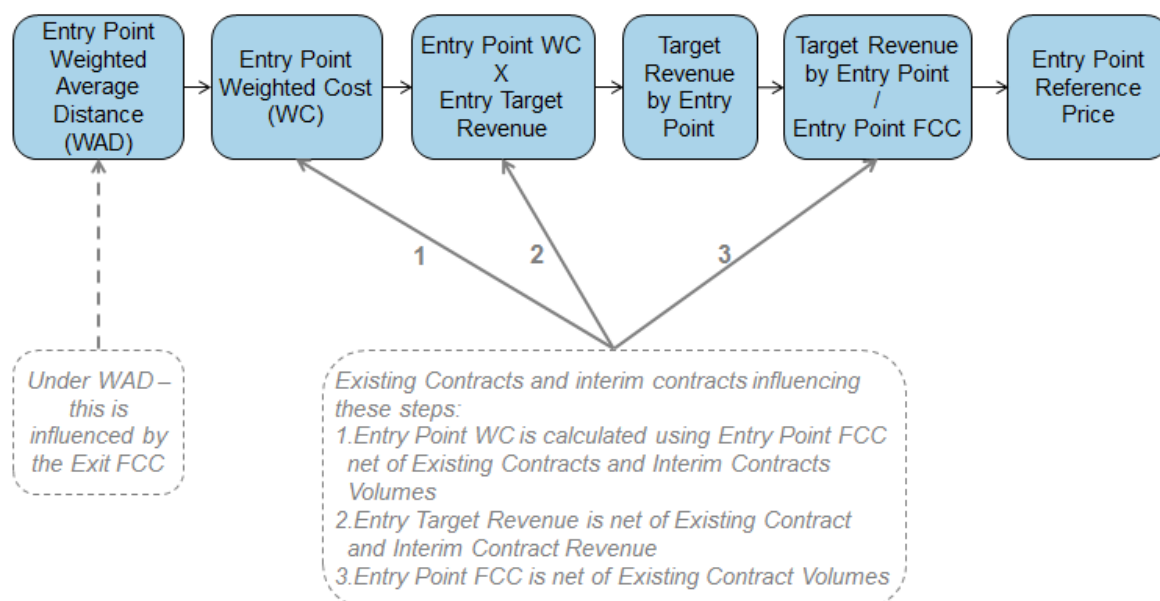 Entry Point
Weighted
Average
Distance
(WAD)
Entry Point
Weighted Cost
(WC)
Entry Point WC
X
Entry Target
Revenue
Target
Revenue
by Entry
Point
Target Revenue
by Entry Point
/
Entry Point FCC
Entry Point
Reference
Price
1
2
3
Under WAD –
this is
influenced by
the Exit FCC
Existing Contracts and interim contracts influencing
these steps:
1.Entry Point WC is calculated using Entry Point FCC
net of Existing Contracts and Interim Contracts
Volumes
2.Entry Target Revenue is net of Existing Contract
and Interim Contract Revenue
3.Entry Point FCC is net of Existing Contract Volumes